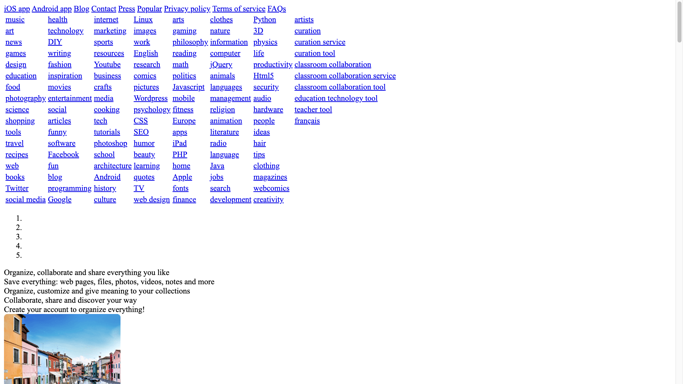 iOS app Android app Blog Contact Press Popular Privacy policy Terms of service FAQs
music health internet Linux arts clothes Python artists
art technology marketing images gaming nature 3D curation
news DIY sports work philosophy information physics curation service
games writing resources English reading computer life curation tool
design fashion Youtube research math jQuery productivity classroom collaboration
education inspiration business comics politics animals Html5 classroom collaboration service
food movies crafts pictures Javascript languages security classroom collaboration tool
photography entertainment media Wordpress mobile management audio education technology tool
science social cooking psychology fitness religion hardware teacher tool
shopping articles tech CSS Europe animation people français
tools funny tutorials SEO apps literature ideas
travel software photoshop humor iPad radio hair
recipes Facebook school beauty PHP language tips
web fun architecture learning home Java clothing
books blog Android quotes Apple jobs magazines
Twitter programming history TV fonts search webcomics
social media Google culture web design finance development creativity
1.
2.
3.
4.
5.
Organize, collaborate and share everything you like
Save everything: web pages, files, photos, videos, notes and more
Organize, customize and give meaning to your collections
Collaborate, share and discover your way
Create your account to organize everything!